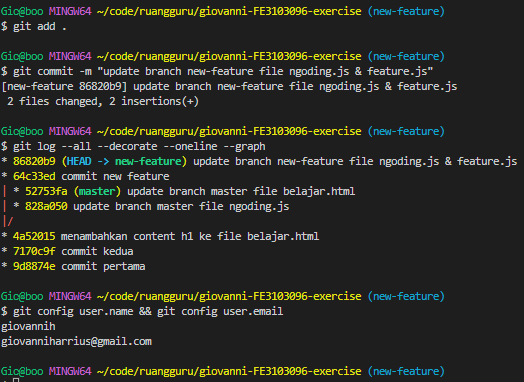 Gio@boo MINGW64 ~/code/ruangguru/giovanni-FE3103096-exercise (new-feature)
$ git add .

Gio@boo MINGW64 ~/code/ruangguru/giovanni-FE3103096-exercise (new-feature)
$ git commit -m "update branch new-feature file ngoding.js & feature.js"
[new-feature 86820b9] update branch new-feature file ngoding.js & feature.js
 2 files changed, 2 insertions(+)

Gio@boo MINGW64 ~/code/ruangguru/giovanni-FE3103096-exercise (new-feature)
$ git log --all --decorate --oneline --graph
* 86820b9 (HEAD -> new-feature) update branch new-feature file ngoding.js & feature.js
* 64c33ed commit new feature
| * 52753fa (master) update branch master file belajar.html
| * 828a050 update branch master file ngoding.js
|/
* 4a52015 menambahkan content h1 ke file belajar.html
* 7170c9f commit kedua
* 9d8874e commit pertama

Gio@boo MINGW64 ~/code/ruangguru/giovanni-FE3103096-exercise (new-feature)
$ git config user.name && git config user.email
giovannih
giovanniharrius@gmail.com

Gio@boo MINGW64 ~/code/ruangguru/giovanni-FE3103096-exercise (new-feature)